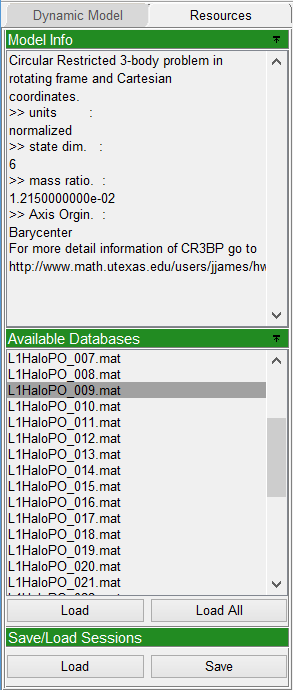 Dynamic Model
Resources
Model Info
Circular Restricted 3-body problem in
rotating frame and Cartesian
coordinates.
>> units :
normalized
>> state dim. :
6
>> mass ratio. :
1.2150000000e-02
>> Axis Orgin. :
Barycenter
For more detail information of CR3BP go to
http://www.math.utexas.edu/users/jjames/hw
Available Databases
L1HaloPO_007.mat
L1HaloPO_008.mat
L1HaloPO_009.mat
L1HaloPO_010.mat
L1HaloPO_011.mat
L1HaloPO_012.mat
L1HaloPO_013.mat
L1HaloPO_014.mat
L1HaloPO_015.mat
L1HaloPO_016.mat
L1HaloPO_017.mat
L1HaloPO_018.mat
L1HaloPO_019.mat
L1HaloPO_020.mat
L1HaloPO_021.mat
Load
Load All
Save/Load Sessions
Load
Save